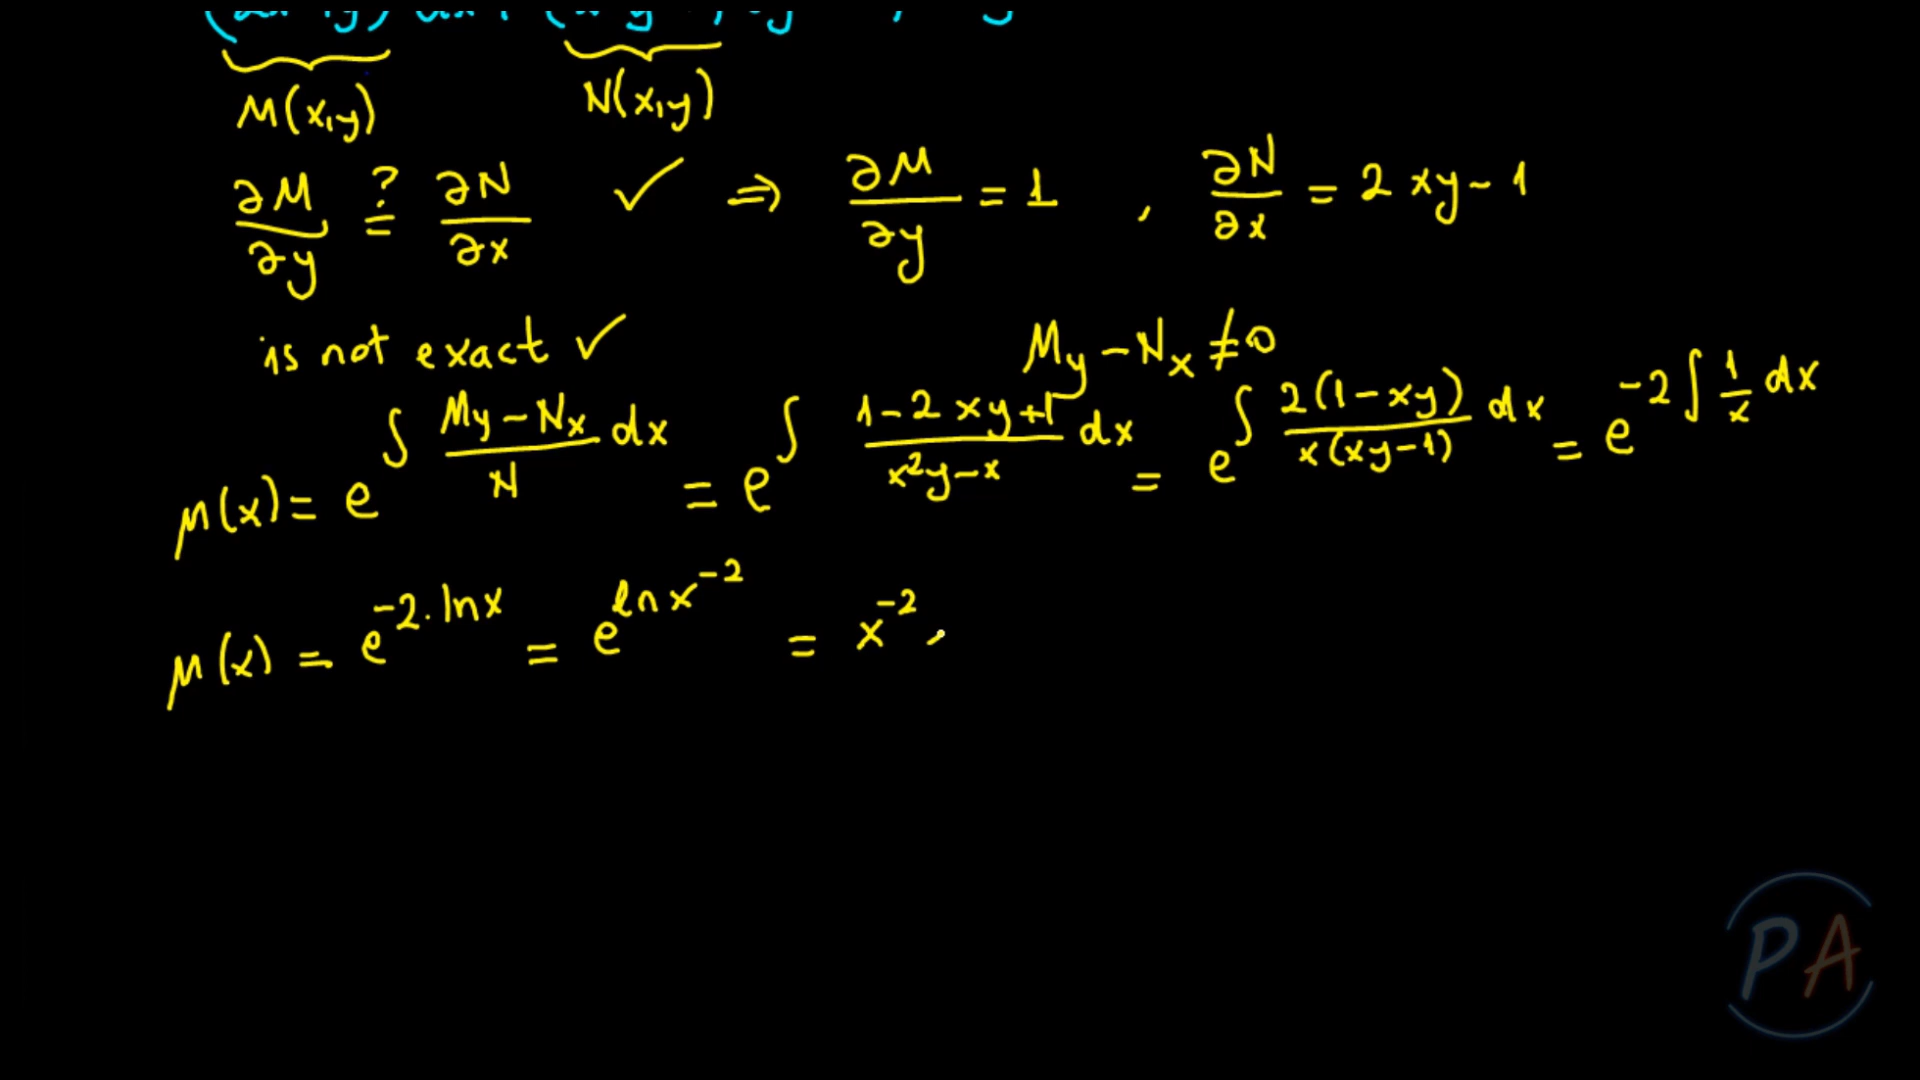 M(x,y) N(x,y)
∂M/∂y ≟ ∂N/∂x ✓ ⇒ ∂M/∂y = 1 , ∂N/∂x = 2xy-1
is not exact ✓ My - Nx ≠ 0
μ(x) = e^{∫ (My - Nx)/N dx} = e^{∫ (1-2xy+1)/(x²y-x) dx} = e^{∫ 2(1-xy)/(x(xy-1)) dx} = e^{-2∫ 1/x dx}
μ(x) = e^{-2·lnx} = e^{lnx^{-2}} = x^{-2},
PA